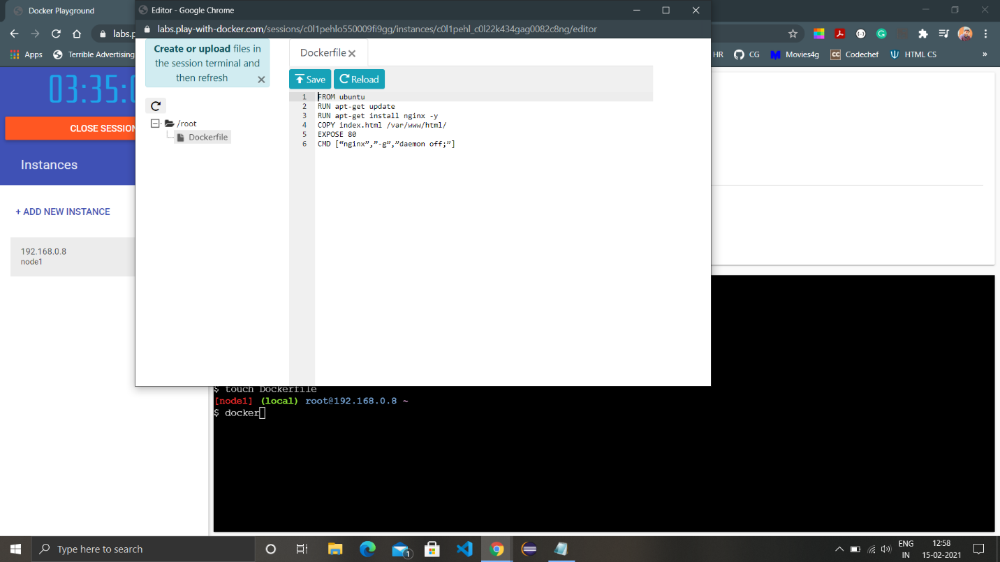 Docker Playground
Editor - Google Chrome
labs.p
labs.play-with-docker.com/sessions/c0l1pehlo550009fi9gg/instances/c0l1pehl_c0l22k434gag0082c8ng/editor
Apps
Terrible Advertising
HR
CG
Movies4g
CC
Codechef
HTML CS
»
Create or upload files in
the session terminal and
then refresh
Dockerfile
Save
Reload
/root
Dockerfile
1 FROM ubuntu
2 RUN apt-get update
3 RUN apt-get install nginx -y
4 COPY index.html /var/www/html/
5 EXPOSE 80
6 CMD [“nginx”,”-g”,”daemon off;”]
03:35:
CLOSE SESSION
Instances
+ ADD NEW INSTANCE
192.168.0.8
node1
$ touch Dockerfile
[node1] (local) root@192.168.0.8 ~
$ docker
Type here to search
1
ENG
IN
12:58
15-02-2021